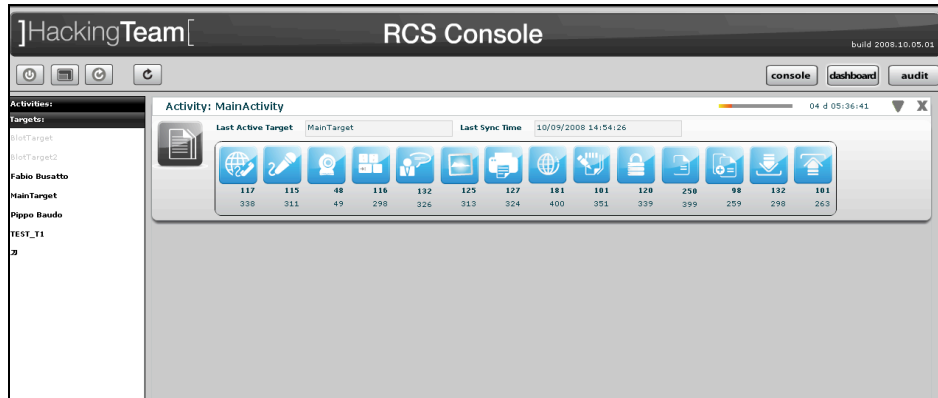 ]HackingTeam[
RCS Console
build 2008.10.05.01
console dashboard audit
Activities:
Targets:
BlotTarget
BlotTarget2
Fabio Busatto
MainTarget
Pippo Baudo
TEST_T1
Activity: MainActivity
04 d 05:36:41
X
Last Active Target MainTarget Last Sync Time 10/09/2008 14:54:26
117 115 48 116 132 125 127 181 101 120 250 98 132 101
338 311 49 298 326 313 324 400 351 339 399 259 298 263